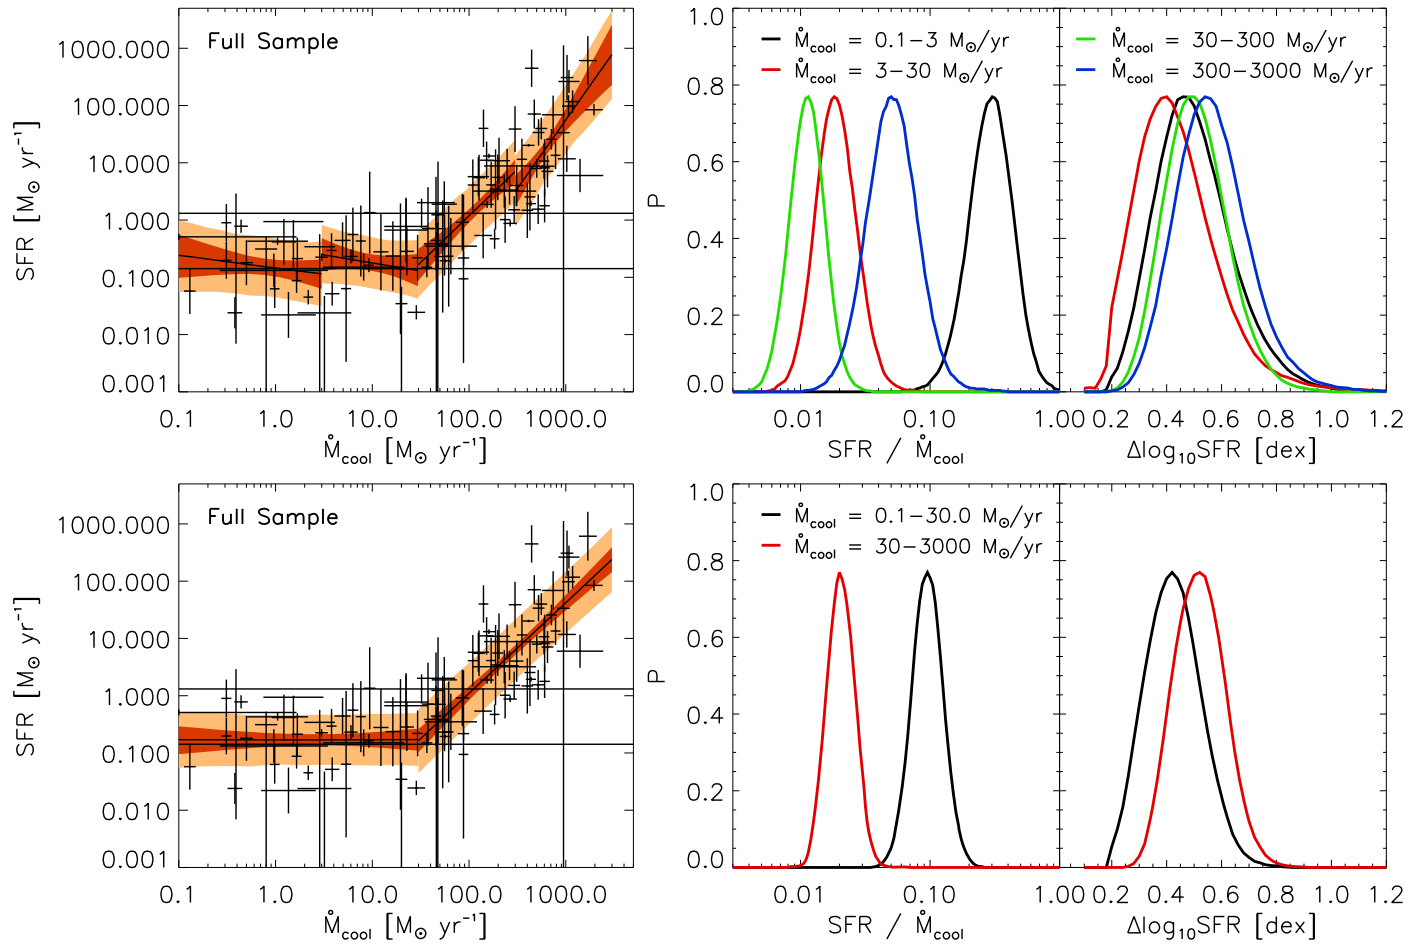 Full Sample
1000.000
100.000
10.000
1.000
0.100
0.010
0.001
SFR [M⊙ yr⁻¹]
0.1 1.0 10.0 100.0 1000.0
Ṁcool [M⊙ yr⁻¹]
Ṁcool = 0.1−3 M⊙/yr
Ṁcool = 3−30 M⊙/yr
Ṁcool = 30−300 M⊙/yr
Ṁcool = 300−3000 M⊙/yr
1.0
0.8
0.6
0.4
0.2
0.0
P
0.01 0.10 1.00
SFR / Ṁcool
0.2 0.4 0.6 0.8 1.0 1.2
Δlog₁₀SFR [dex]
Full Sample
1000.000
100.000
10.000
1.000
0.100
0.010
0.001
SFR [M⊙ yr⁻¹]
0.1 1.0 10.0 100.0 1000.0
Ṁcool [M⊙ yr⁻¹]
Ṁcool = 0.1−30.0 M⊙/yr
Ṁcool = 30−3000 M⊙/yr
1.0
0.8
0.6
0.4
0.2
0.0
P
0.01 0.10 1.00
SFR / Ṁcool
0.2 0.4 0.6 0.8 1.0 1.2
Δlog₁₀SFR [dex]